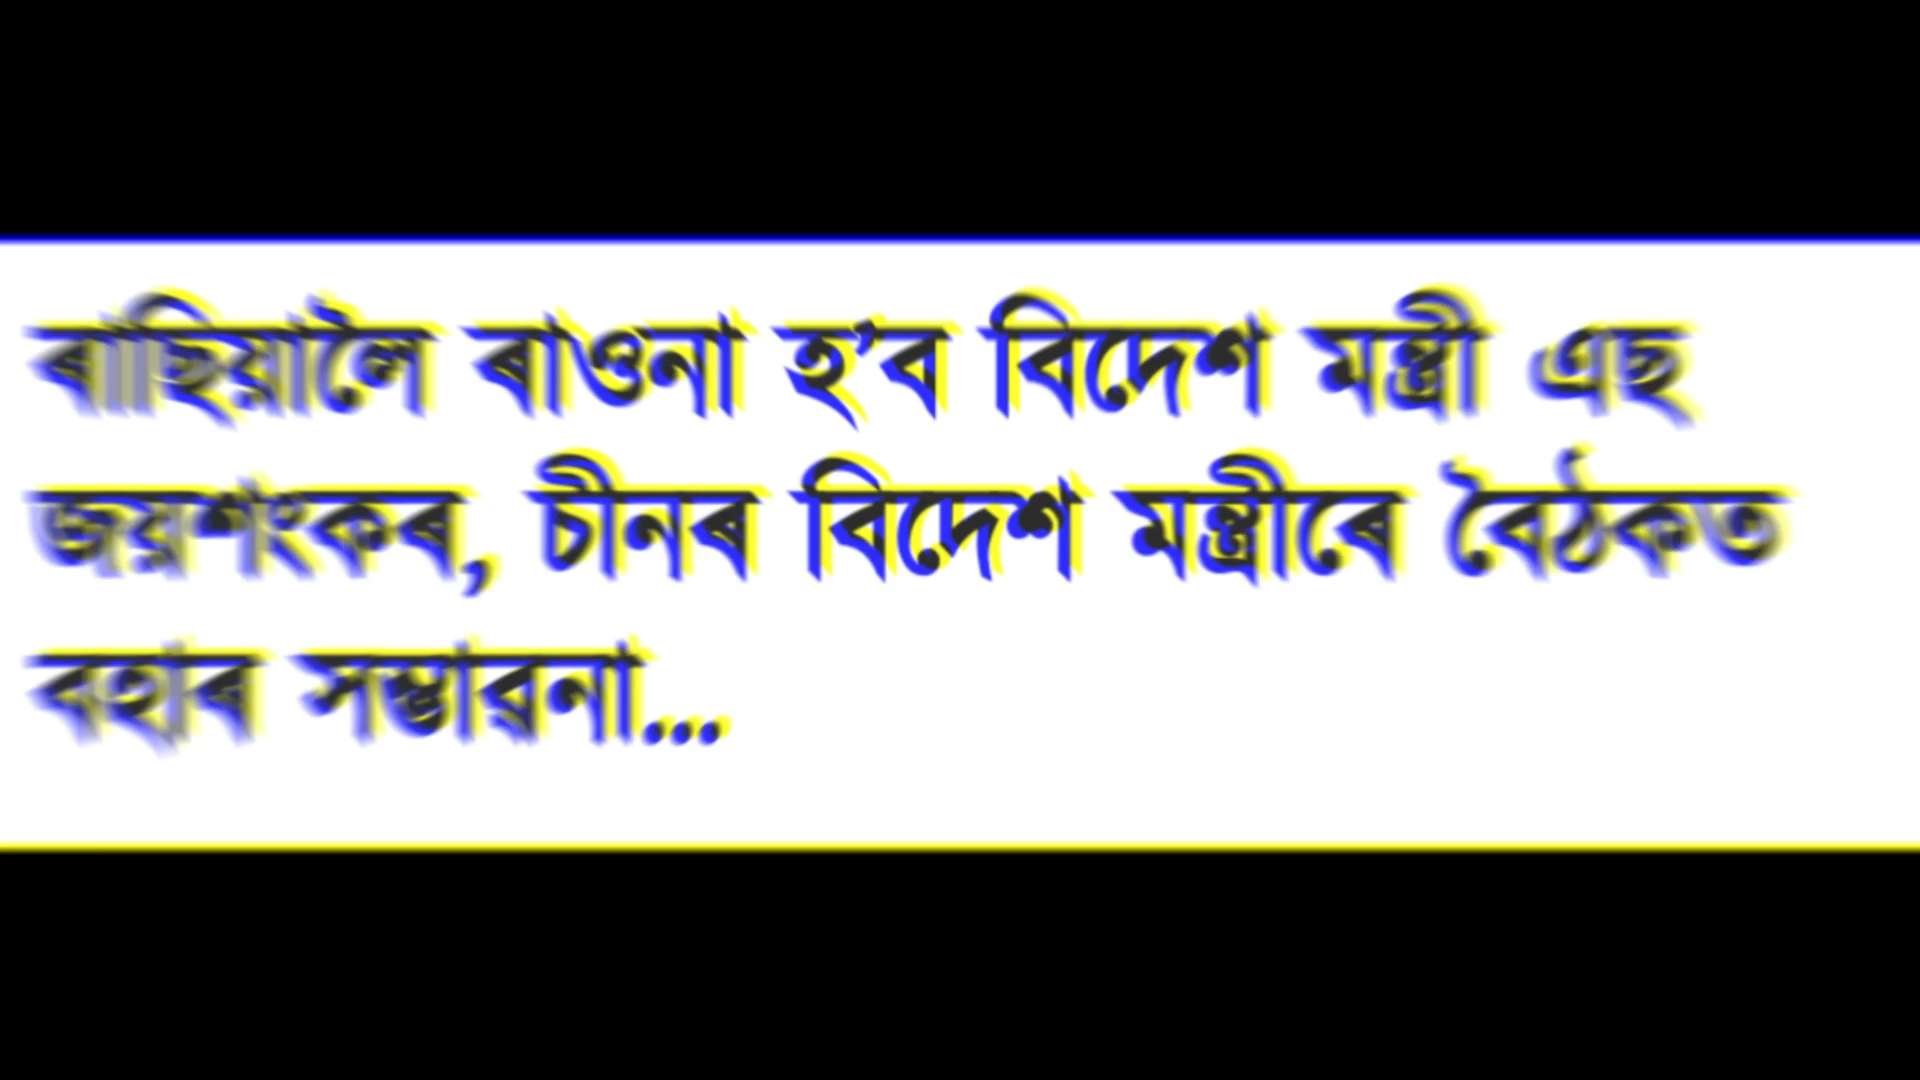 ৰাছিয়ালৈ ৰাওনা হ’ব বিদেশ মন্ত্ৰী এছ
জয়শংকৰ, চীনৰ বিদেশ মন্ত্ৰীৰে বৈঠকত
বহাৰ সম্ভাৱনা...